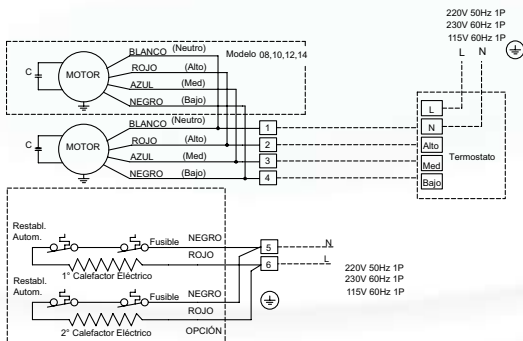 220V 50Hz 1P
230V 60Hz 1P
115V 60Hz 1P
L N
Modelo 08,10,12,14
C
MOTOR
BLANCO (Neutro)
ROJO (Alto)
AZUL (Med)
NEGRO (Bajo)
C
MOTOR
BLANCO (Neutro)
ROJO (Alto)
AZUL (Med)
NEGRO (Bajo)
1
2
3
4
L
N
Alto
Med
Bajo
Termostato
Restabl.
Autom.
Fusible
NEGRO
ROJO
1° Calefactor Eléctrico
Restabl.
Autom.
Fusible
NEGRO
ROJO
2° Calefactor Eléctrico
OPCIÓN
5
6
N
L
220V 50Hz 1P
230V 60Hz 1P
115V 60Hz 1P